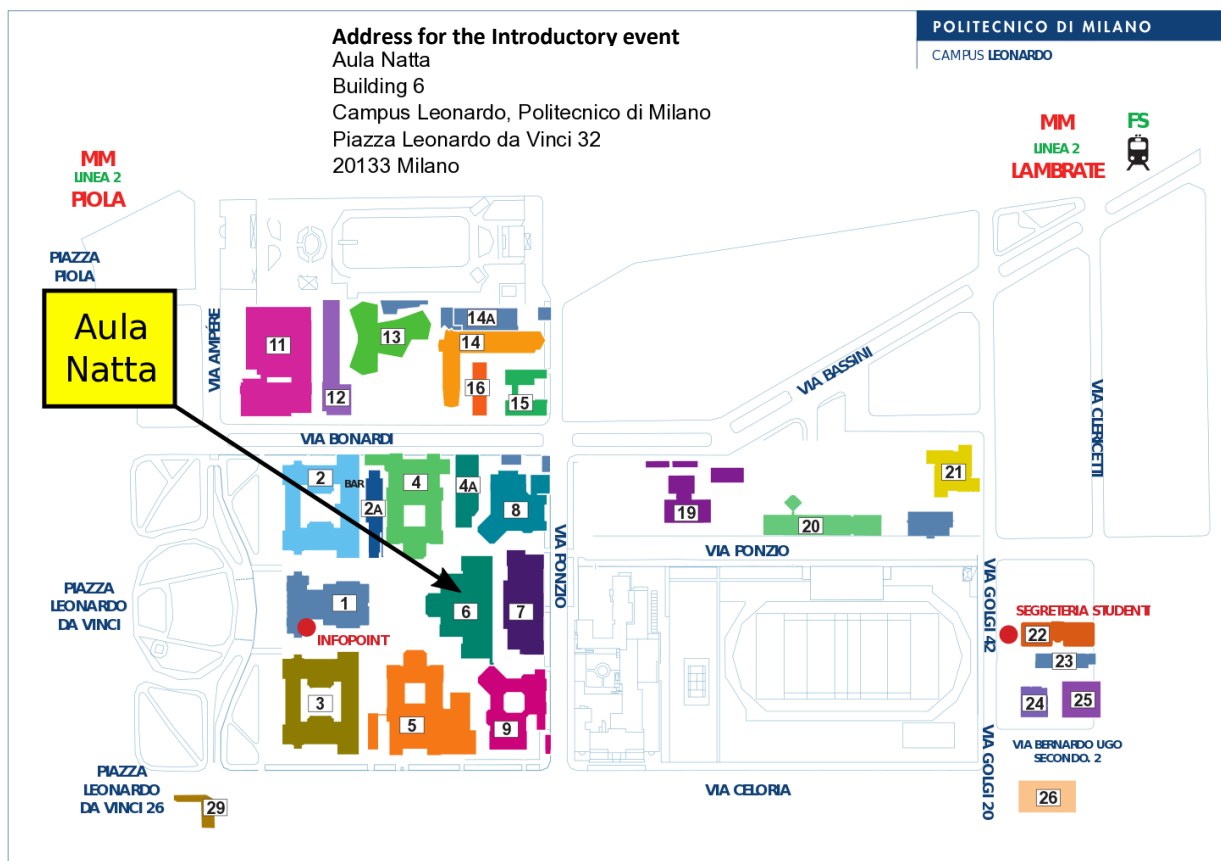 Address for the Introductory event
Aula Natta
Building 6
Campus Leonardo, Politecnico di Milano
Piazza Leonardo da Vinci 32
20133 Milano
POLITECNICO DI MILANO
CAMPUS LEONARDO
MM
LINEA 2
PIOLA
MM
LINEA 2
LAMBRATE
FS
PIAZZA
PIOLA
Aula
Natta
VIA AMPÉRE
11
12
13
14A
14
16
15
VIA BONARDI
VIA BASSINI
VIA CLERICETTI
2
BAR
2A
4
4A
8
19
20
21
VIA PONZIO
VIA PONZIO
PIAZZA
LEONARDO
DA VINCI
1
INFOPOINT
6
7
VIA GOLGI 42
SEGRETERIA STUDENTI
22
23
24
25
3
5
9
VIA BERNARDO UGO
SECONDO. 2
VIA GOLGI 20
26
PIAZZA
LEONARDO
DA VINCI 26
29
VIA CELORIA